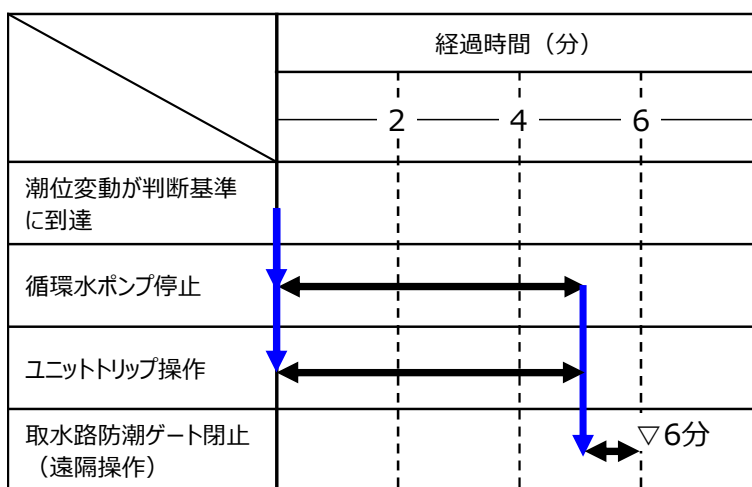 経過時間（分）
2 4 6
潮位変動が判断基準
に到達
循環水ポンプ停止
ユニットトリップ操作
取水路防潮ゲート閉止
（遠隔操作）
▽6分